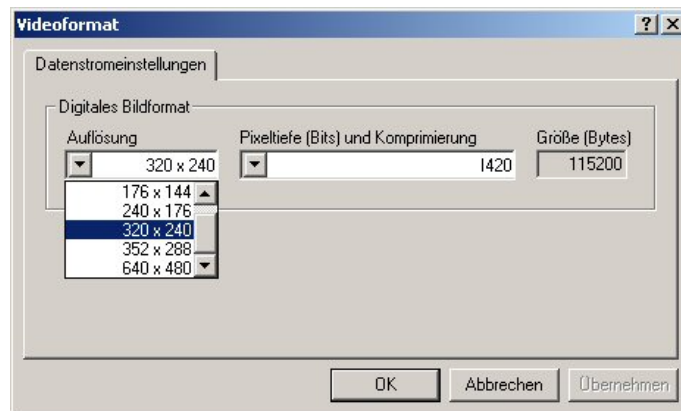 Videoformat
Datenstromeinstellungen
Digitales Bildformat
Auflösung Pixeltiefe (Bits) und Komprimierung Größe (Bytes)
320 x 240 I420 115200
176 x 144
240 x 176
320 x 240
352 x 288
640 x 480
OK Abbrechen Übernehmen